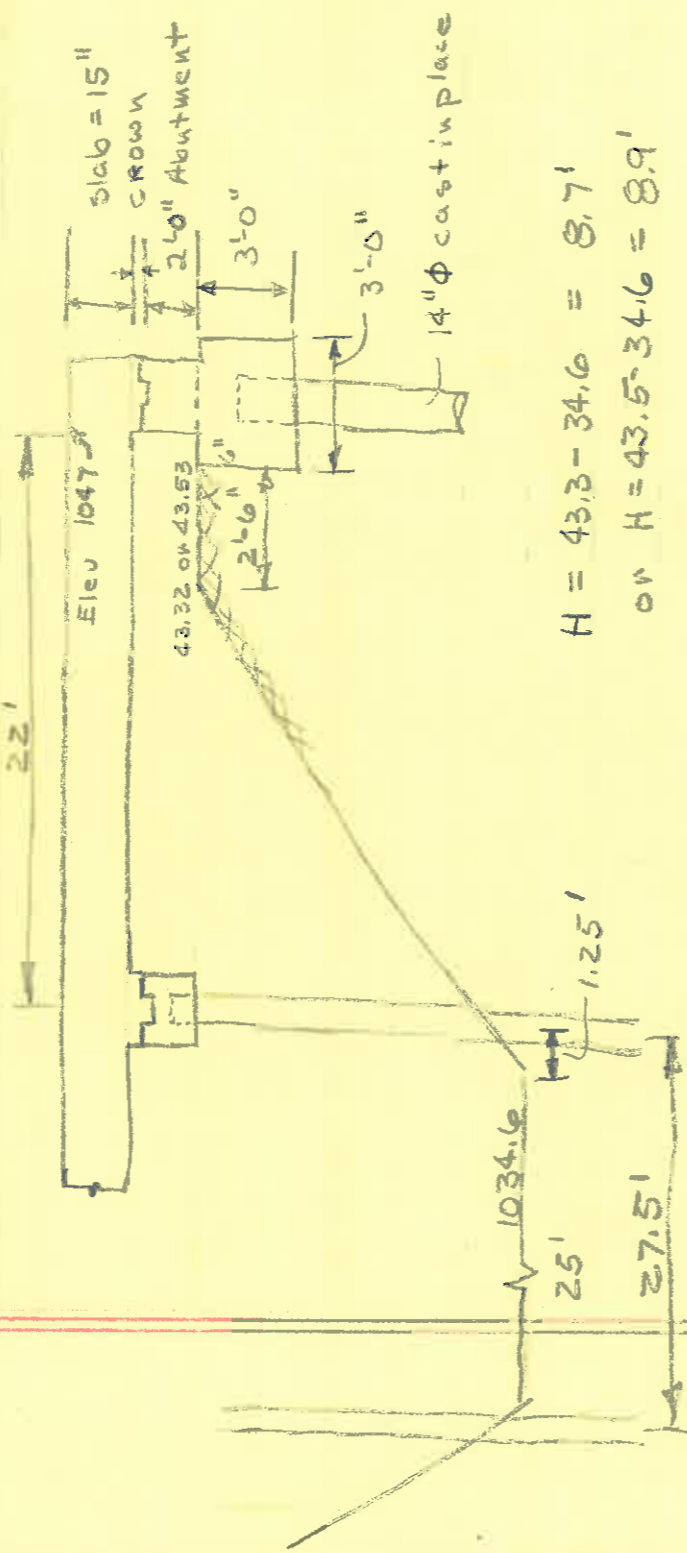 22'
Elev 1047
slab = 15"
CROWN
2'-0" Abutment
3'-0"
43.32 or 43.53
6"
2'-6"
3'-0"
14" Φ cast in place
1034.6
25'
1.25'
27.5'
H = 43.3 - 34.6 = 8.7'
or H = 43.5 - 34.6 = 8.9'